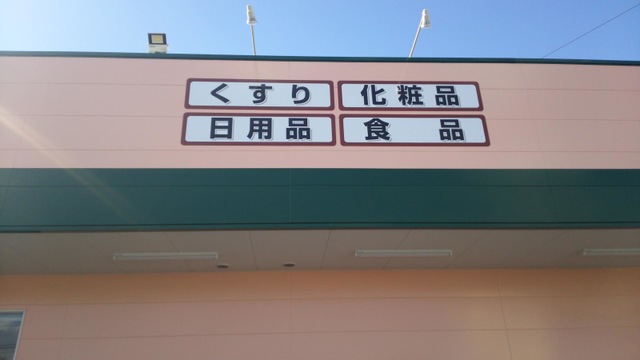 くすり 化粧品
日用品 食品